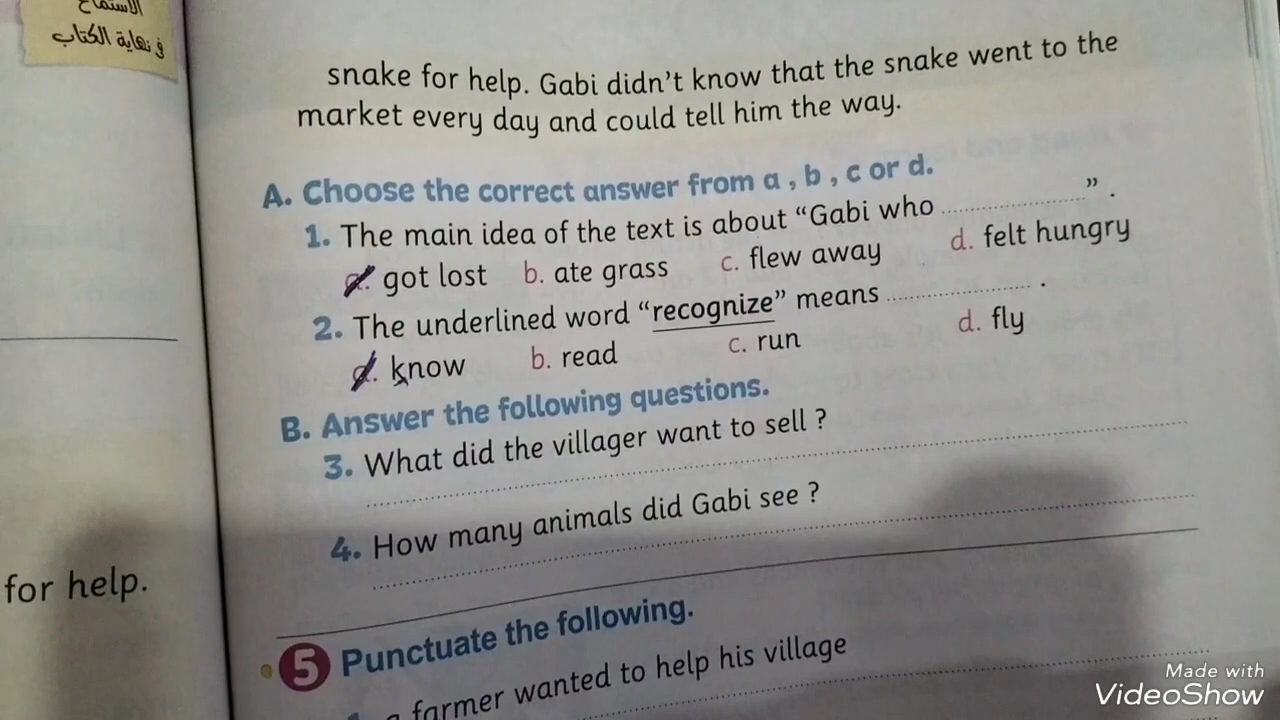 الاستماع
في نهاية الكتاب
snake for help. Gabi didn't know that the snake went to the
market every day and could tell him the way.
A. Choose the correct answer from a , b , c or d.
1. The main idea of the text is about “Gabi who .................... ” .
a. got lost b. ate grass c. flew away d. felt hungry
2. The underlined word “recognize” means .................... .
a. know b. read c. run d. fly
B. Answer the following questions.
3. What did the villager want to sell ?
4. How many animals did Gabi see ?
for help.
5 Punctuate the following.
a farmer wanted to help his village
Made with
VideoShow